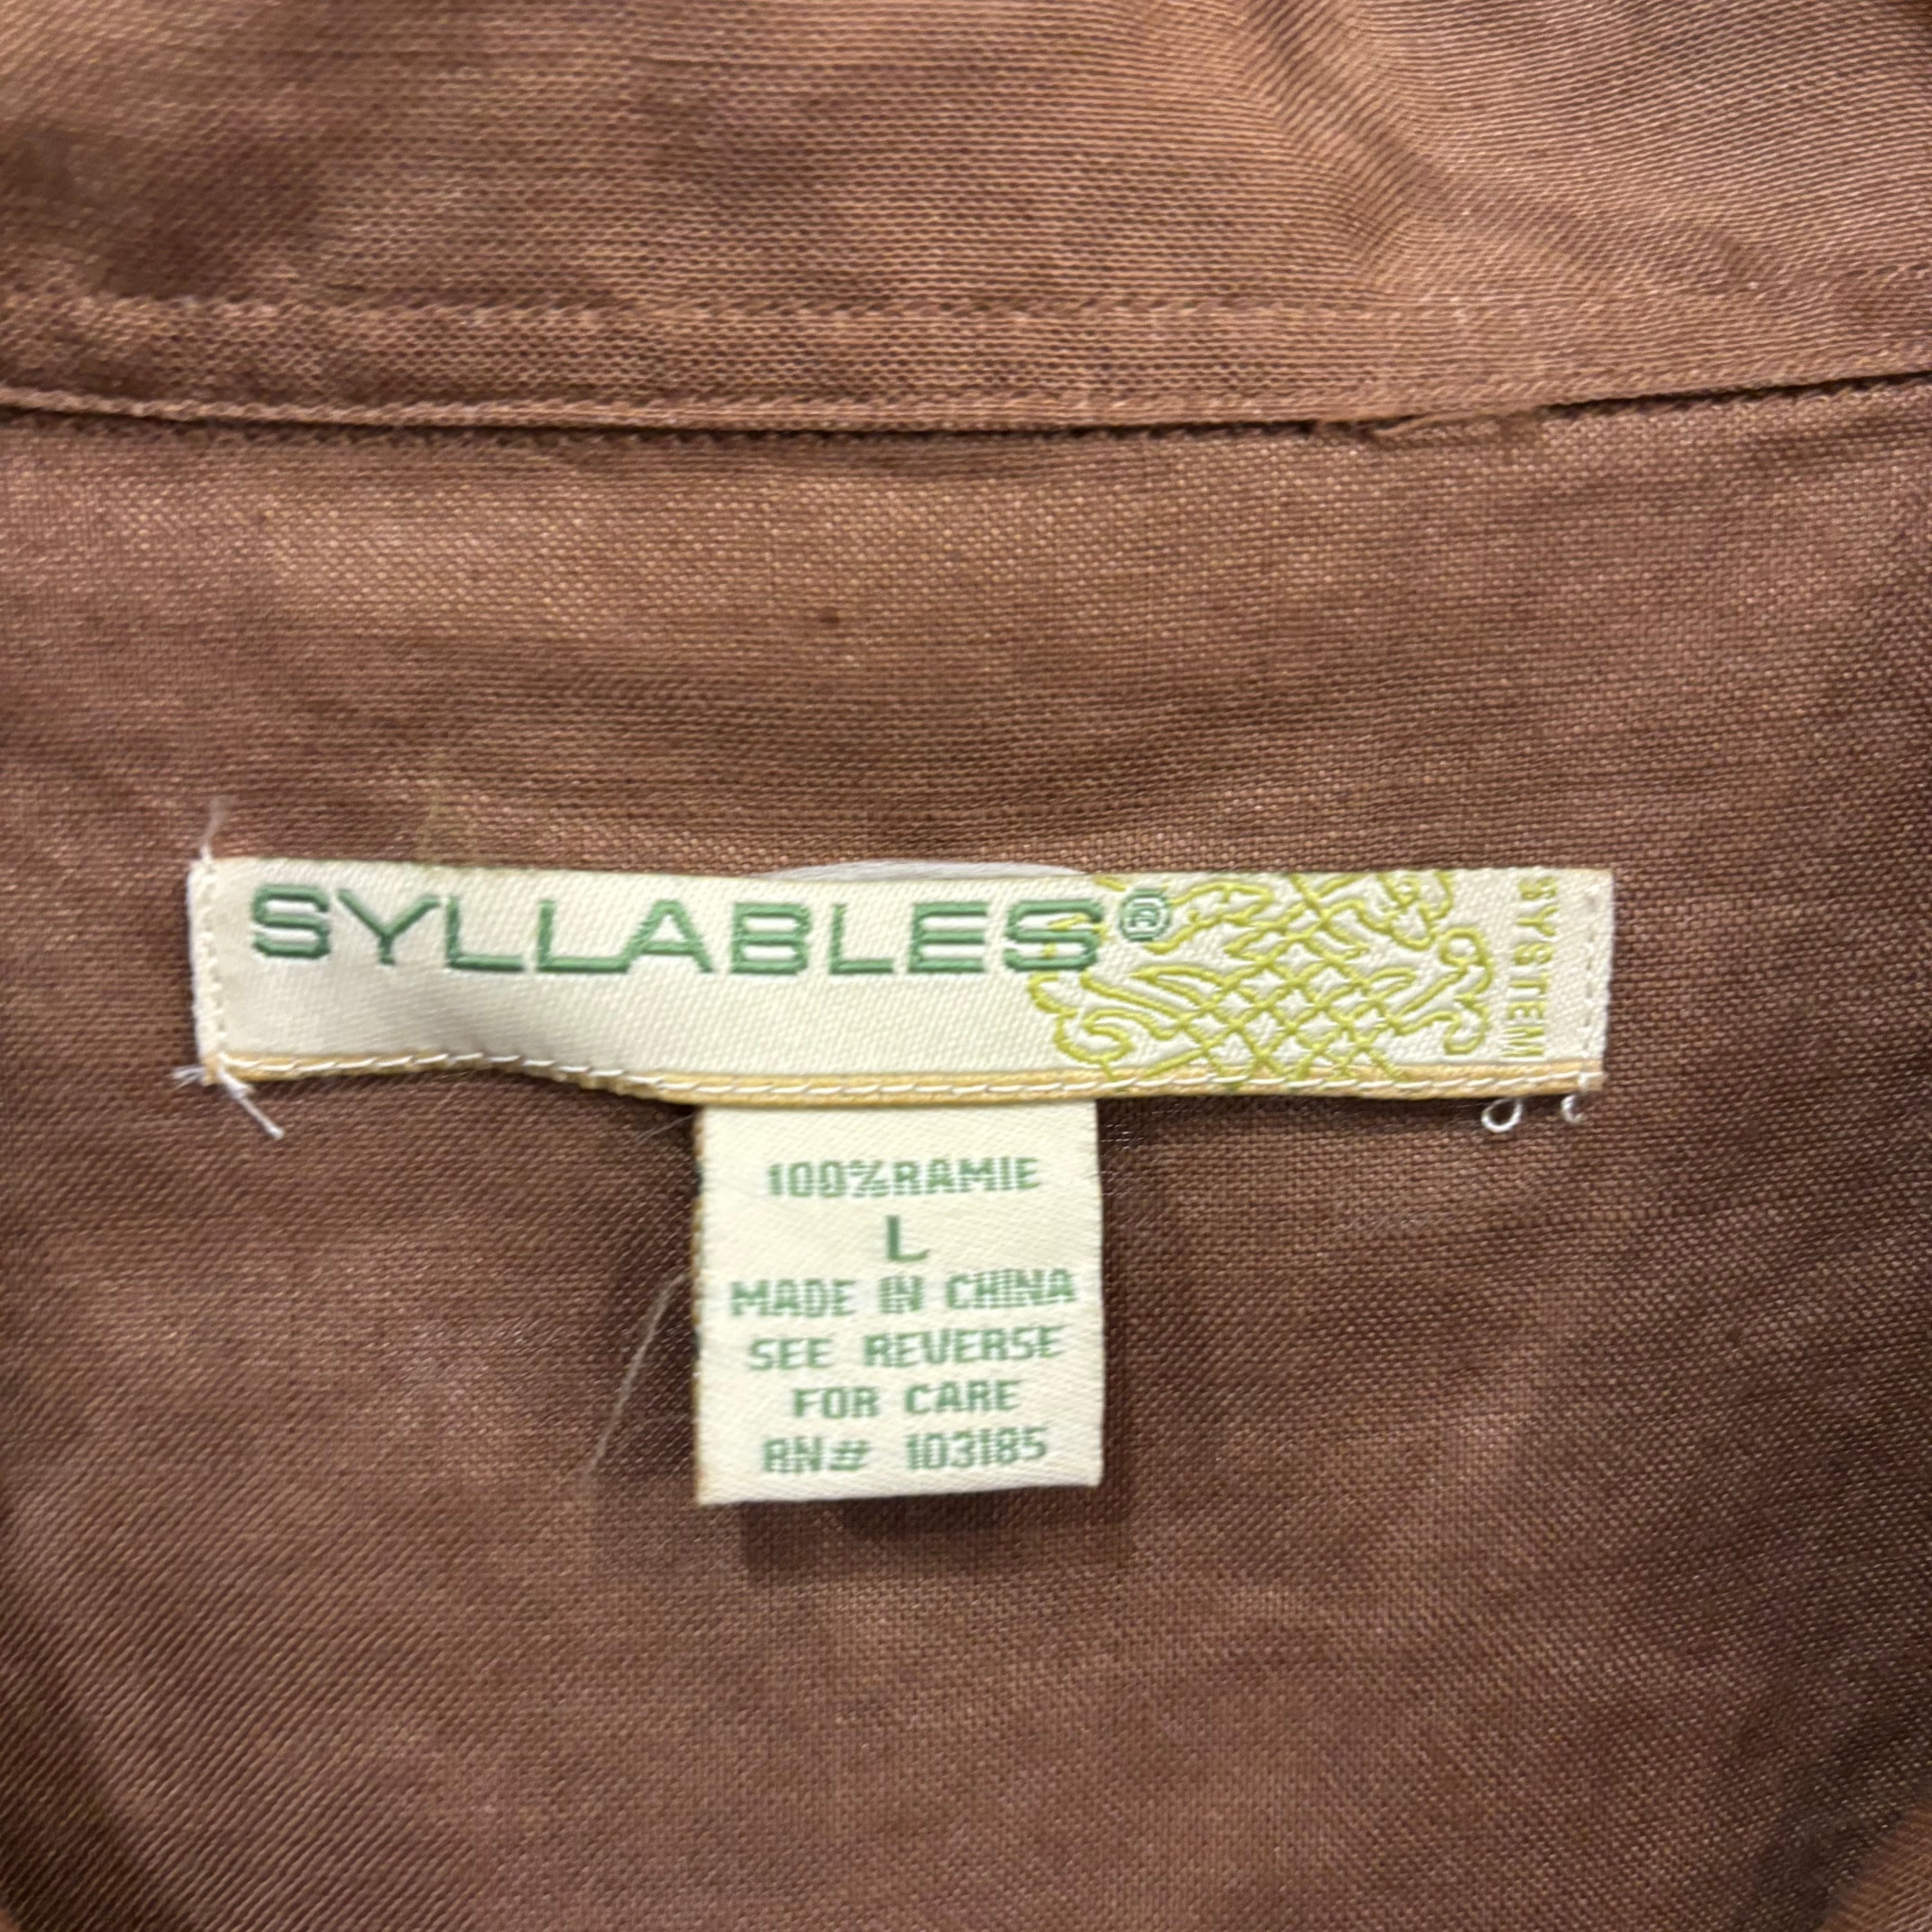 SYLLABLES®
SYSTEM
100%RAMIE
L
MADE IN CHINA
SEE REVERSE
FOR CARE
RN# 103185